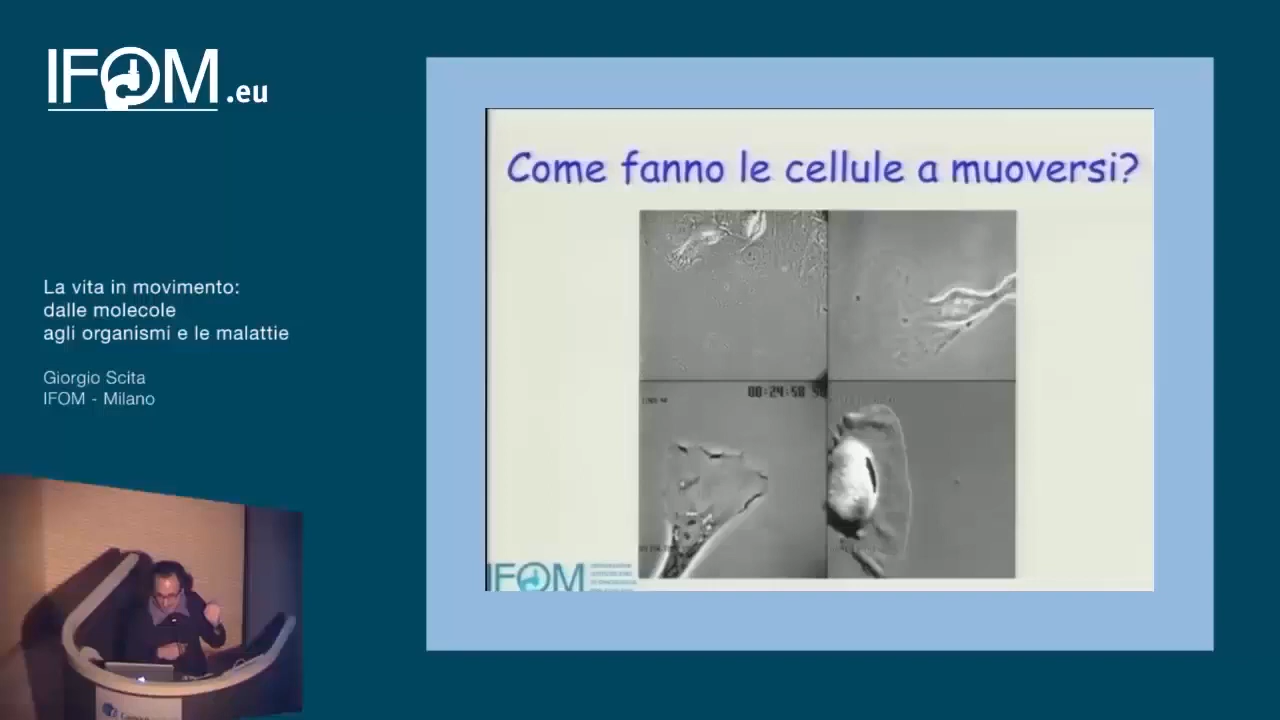 IFOM.eu
La vita in movimento:
dalle molecole
agli organismi e le malattie
Giorgio Scita
IFOM - Milano
Come fanno le cellule a muoversi?
00:24:58
IFOM